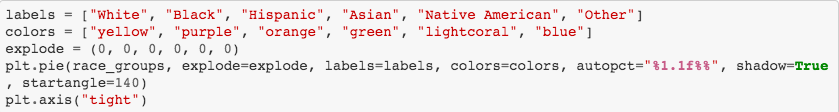 labels = ["White", "Black", "Hispanic", "Asian", "Native American", "Other"]
colors = ["yellow", "purple", "orange", "green", "lightcoral", "blue"]
explode = (0, 0, 0, 0, 0, 0)
plt.pie(race_groups, explode=explode, labels=labels, colors=colors, autopct="%1.1f%%", shadow=True
, startangle=140)
plt.axis("tight")